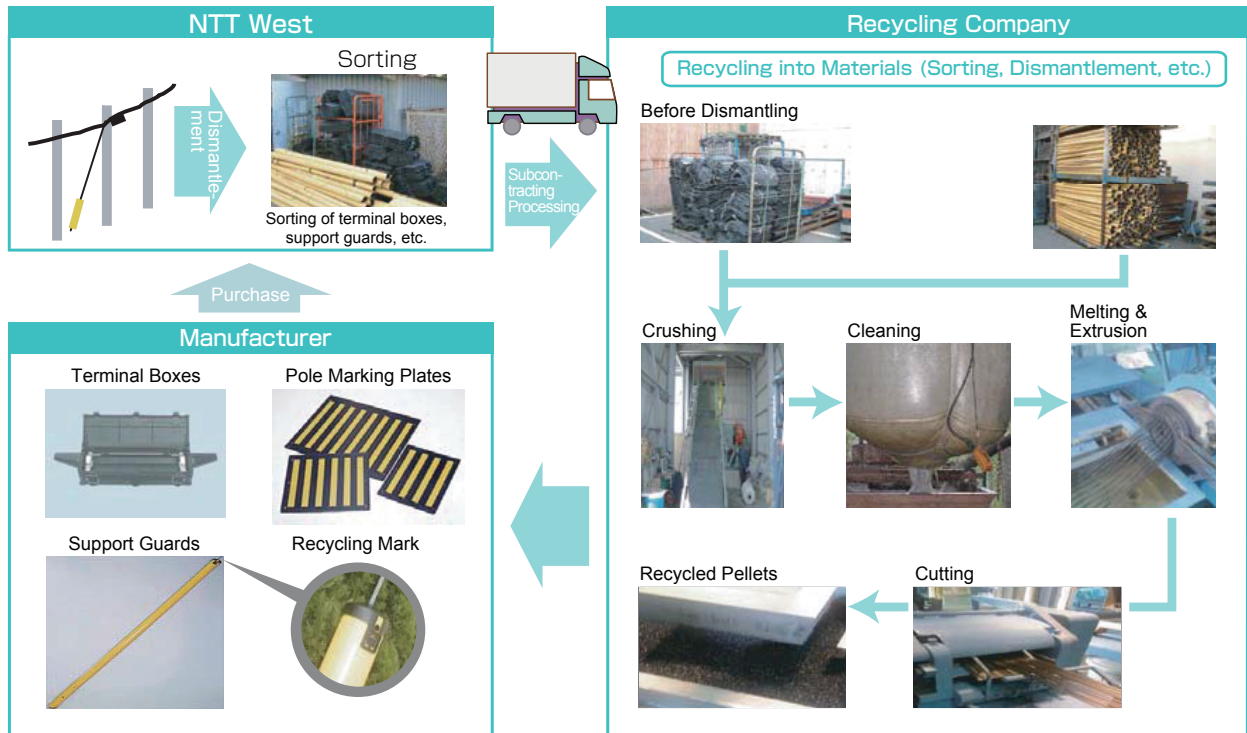 NTT West
Sorting
Dismantle-
ment
Sorting of terminal boxes,
support guards, etc.
Subcon-
tracting
Processing
Recycling Company
Recycling into Materials (Sorting, Dismantlement, etc.)
Before Dismantling
Crushing
Cleaning
Melting &
Extrusion
Recycled Pellets
Cutting
Purchase
Manufacturer
Terminal Boxes
Pole Marking Plates
Support Guards
Recycling Mark